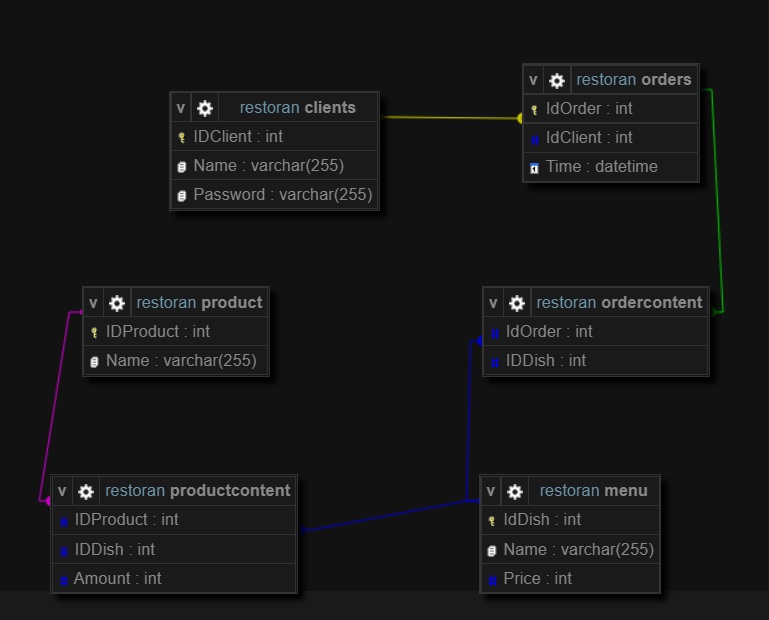 v restoran clients
IDClient : int
Name : varchar(255)
Password : varchar(255)
v restoran orders
IdOrder : int
IdClient : int
Time : datetime
v restoran product
IDProduct : int
Name : varchar(255)
v restoran ordercontent
IdOrder : int
IDDish : int
v restoran productcontent
IDProduct : int
IDDish : int
Amount : int
v restoran menu
IdDish : int
Name : varchar(255)
Price : int